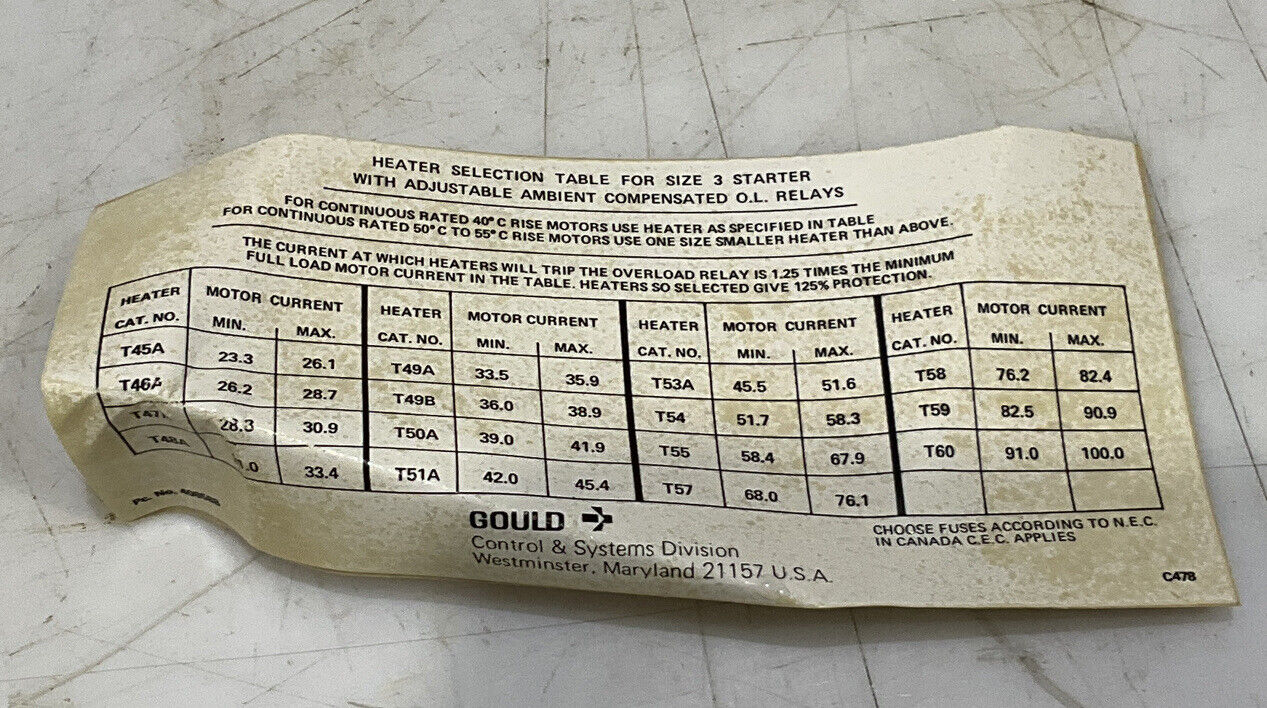 HEATER SELECTION TABLE FOR SIZE 3 STARTER
WITH ADJUSTABLE AMBIENT COMPENSATED O.L. RELAYS
FOR CONTINUOUS RATED 40°C RISE MOTORS USE HEATER AS SPECIFIED IN TABLE
FOR CONTINUOUS RATED 50°C TO 55°C RISE MOTORS USE ONE SIZE SMALLER HEATER THAN ABOVE.
THE CURRENT AT WHICH HEATERS WILL TRIP THE OVERLOAD RELAY IS 1.25 TIMES THE MINIMUM
FULL LOAD MOTOR CURRENT IN THE TABLE. HEATERS SO SELECTED GIVE 125% PROTECTION.
HEATER MOTOR CURRENT HEATER MOTOR CURRENT HEATER MOTOR CURRENT HEATER MOTOR CURRENT
CAT. NO. MIN. MAX. CAT. NO. MIN. MAX. CAT. NO. MIN. MAX. CAT. NO. MIN. MAX.
T45A 23.3 26.1 T49A 33.5 35.9 T53A 45.5 51.6 T58 76.2 82.4
T46A 26.2 28.7 T49B 36.0 38.9 T54 51.7 58.3 T59 82.5 90.9
28.3 30.9 T50A 39.0 41.9 T55 58.4 67.9 T60 91.0 100.0
T48A 33.4 T51A 42.0 45.4 T57 68.0 76.1
Pc. No.
GOULD
Control & Systems Division
Westminster, Maryland 21157 U.S.A.
CHOOSE FUSES ACCORDING TO N.E.C.
IN CANADA C.E.C. APPLIES
C478